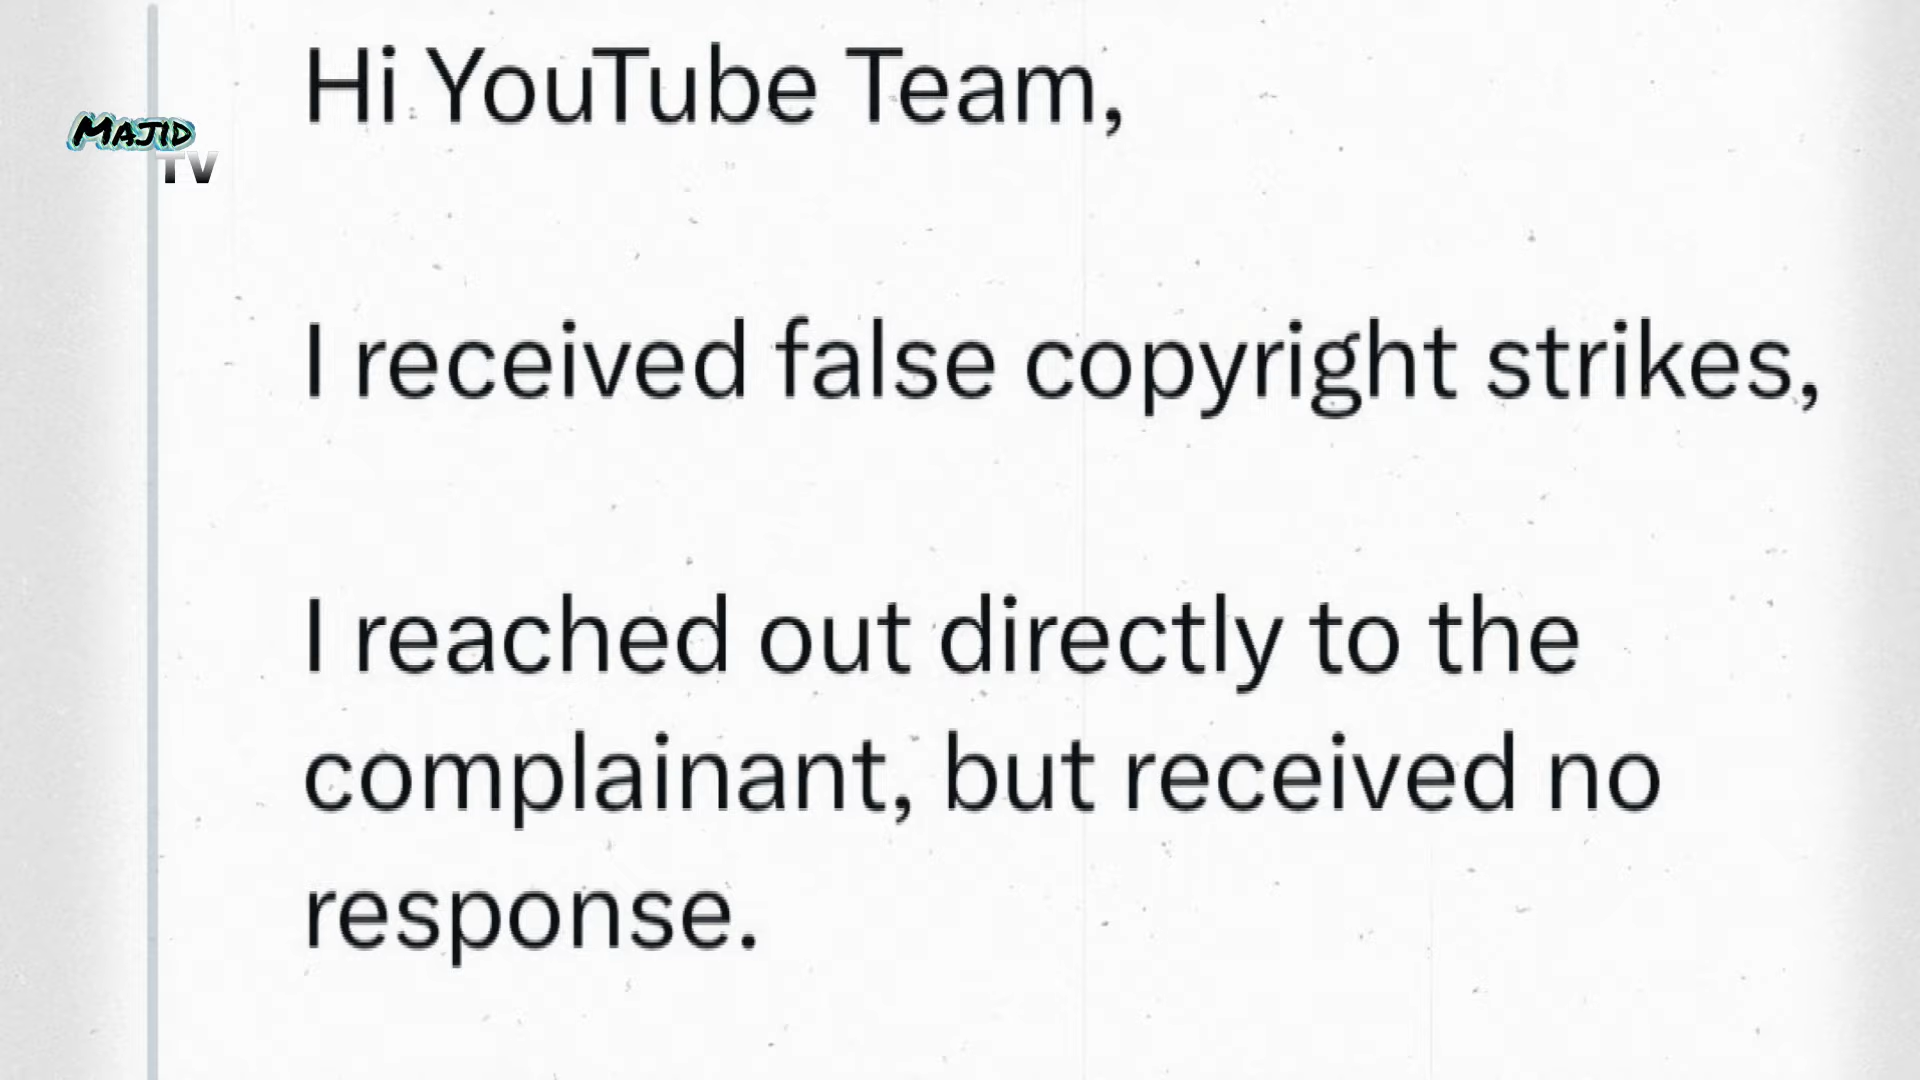 Hi YouTube Team,
MAJID
TV
I received false copyright strikes,
I reached out directly to the
complainant, but received no
response.